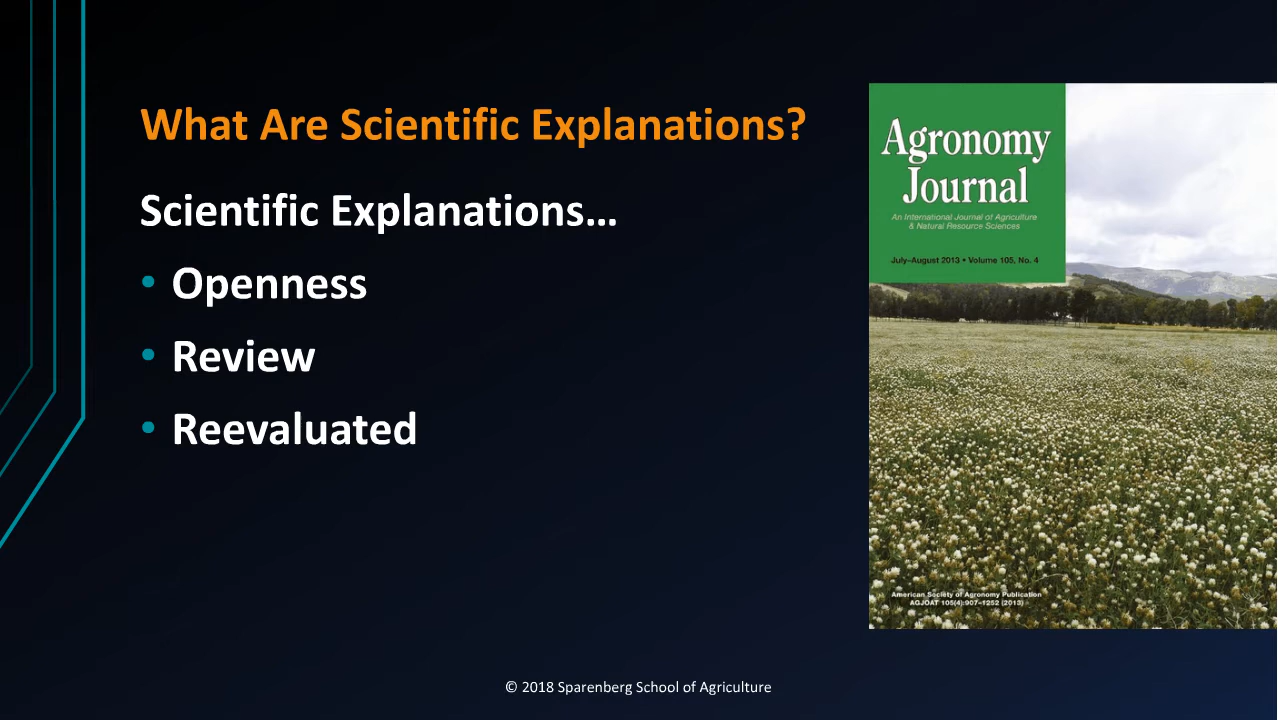 What Are Scientific Explanations?
Scientific Explanations…
• Openness
• Review
• Reevaluated
Agronomy
Journal
An International Journal of Agriculture
& Natural Resource Sciences
July–August 2013 • Volume 105, No. 4
American Society of Agronomy Publication
AGJOAT 105(4):907–1252 (2013)
© 2018 Sparenberg School of Agriculture